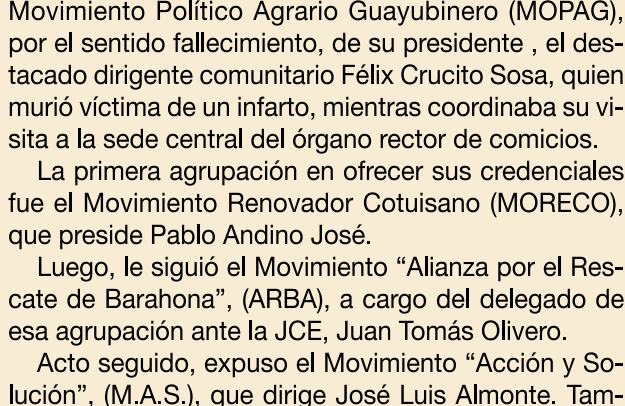 Movimiento Político Agrario Guayubinero (MOPAG),
por el sentido fallecimiento, de su presidente , el des-
tacado dirigente comunitario Félix Crucito Sosa, quien
murió víctima de un infarto, mientras coordinaba su vi-
sita a la sede central del órgano rector de comicios.
La primera agrupación en ofrecer sus credenciales
fue el Movimiento Renovador Cotuisano (MORECO),
que preside Pablo Andino José.
Luego, le siguió el Movimiento “Alianza por el Res-
cate de Barahona”, (ARBA), a cargo del delegado de
esa agrupación ante la JCE, Juan Tomás Olivero.
Acto seguido, expuso el Movimiento “Acción y So-
lución”, (M.A.S.), que dirige José Luis Almonte. Tam-